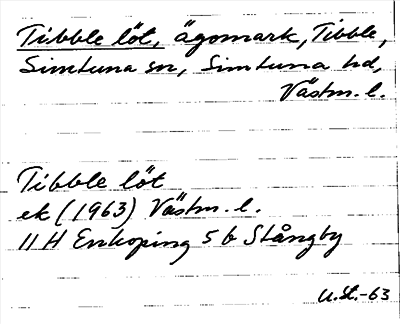 Tibble löt, ägomark, Tibble,
Simtuna sn, Simtuna hd,
Västm. l.
Tibble löt
ek (1963) Västm. l.
11 H Enköping 5 b Stångby
U.St.-63